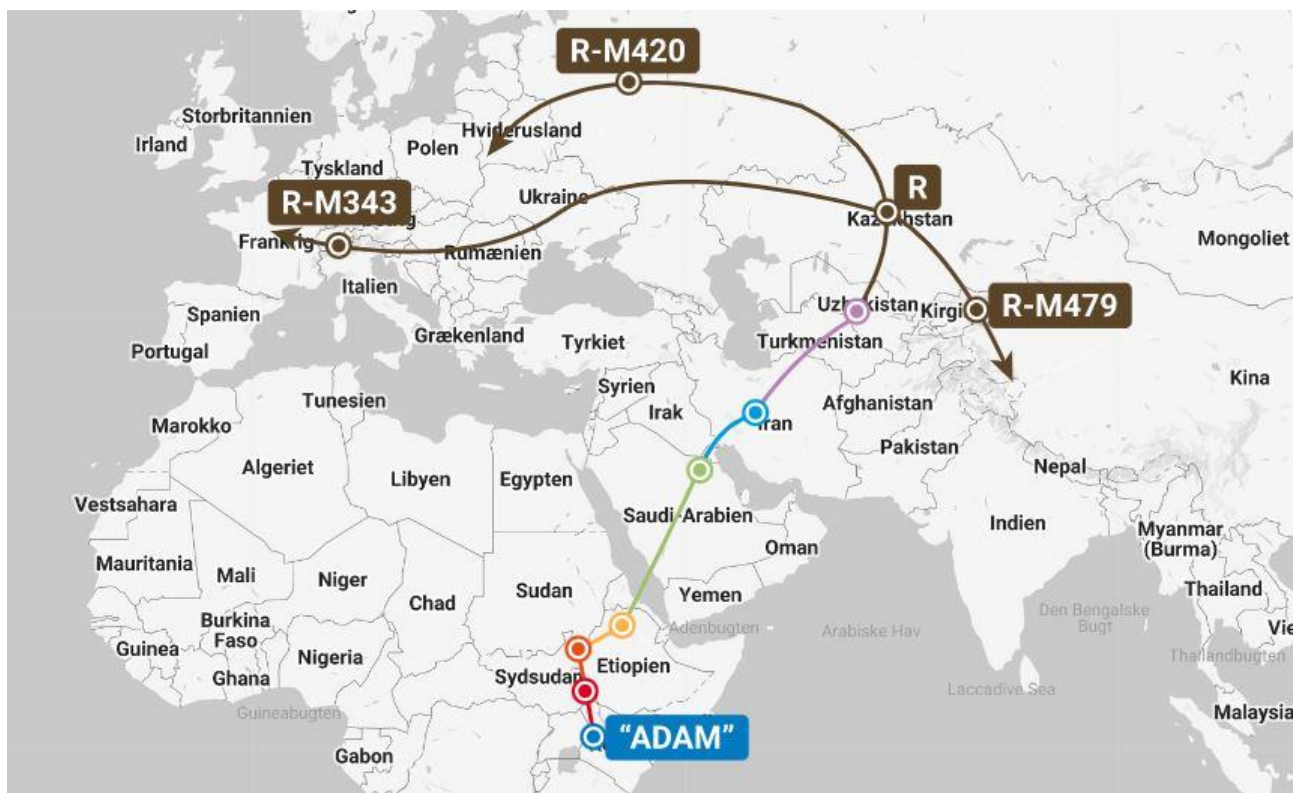 R-M420
Storbritannien
Hviderusland
Irland
Polen
Tyskland
R
R-M343
Ukraine
Kazakhstan
Frankrig
Mongoliet
Rumænien
Italien
Uzbekistan
R-M479
Spanien
Grækenland
Tyrkiet
Turkmenistan
Portugal
Kina
Syrien
Tunesien
Afghanistan
Irak
Iran
Marokko
Pakistan
Algeriet
Libyen
Egypten
Nepal
Vestsahara
Saudi-Arabien
Indien
Myanmar
(Burma)
Oman
Mauritania
Mali
Niger
Sudan
Yemen
Thailand
Chad
Den Bengalske
Bugt
Burkina
Faso
Adenbugten
Arabiske Hav
Guinea
Nigeria
Etiopien
Thailandbugten
Ghana
Sydsudan
Laccadive Sea
Guineabugten
Malaysia
"ADAM"
Gabon